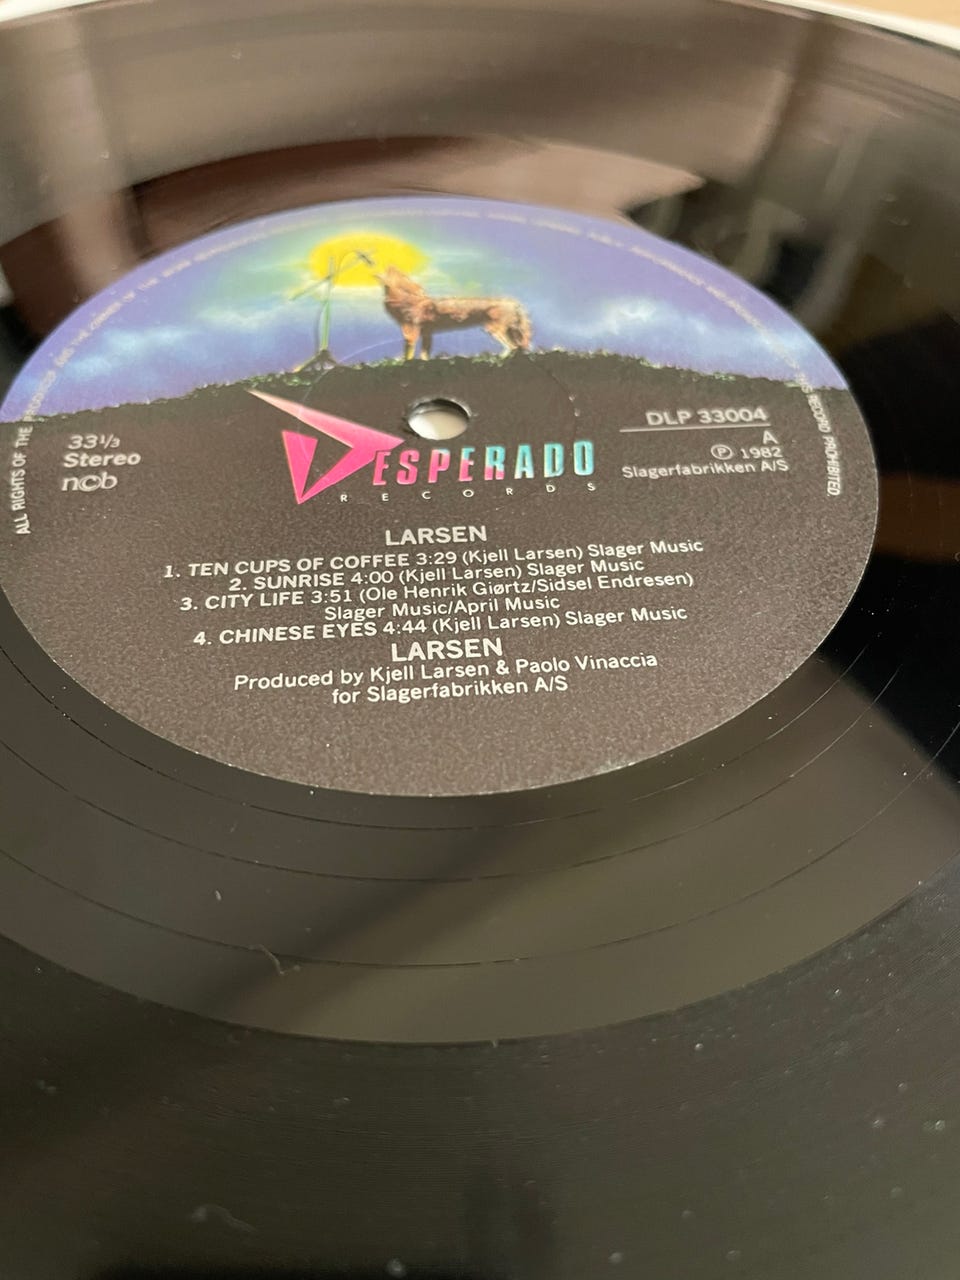 ALL RIGHTS OF THE
RECORD PROHIBITED.
33⅓
Stereo
ncb
DESPERADO
RECORDS
DLP 33004
A
Ⓟ 1982
Slagerfabrikken A/S
LARSEN
1. TEN CUPS OF COFFEE 3:29 (Kjell Larsen) Slager Music
2. SUNRISE 4:00 (Kjell Larsen) Slager Music
3. CITY LIFE 3:51 (Ole Henrik Giørtz/Sidsel Endresen)
Slager Music/April Music
4. CHINESE EYES 4:44 (Kjell Larsen) Slager Music
LARSEN
Produced by Kjell Larsen & Paolo Vinaccia
for Slagerfabrikken A/S